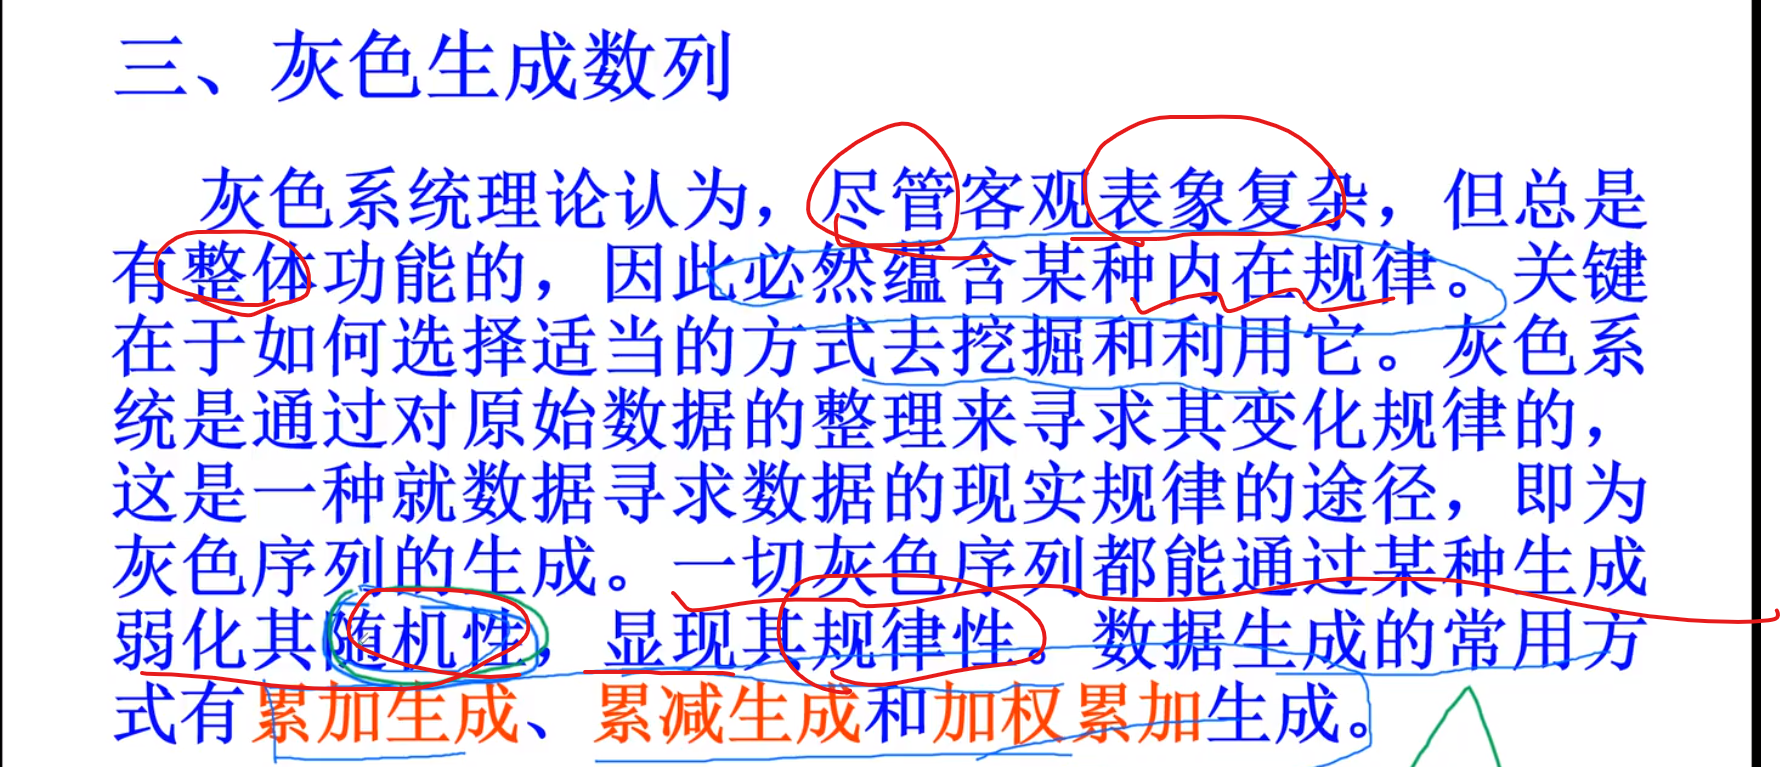 三、灰色生成数列
灰色系统理论认为，尽管客观表象复杂，但总是
有整体功能的，因此必然蕴含某种内在规律。关键
在于如何选择适当的方式去挖掘和利用它。灰色系
统是通过对原始数据的整理来寻求其变化规律的，
这是一种就数据寻求数据的现实规律的途径，即为
灰色序列的生成。一切灰色序列都能通过某种生成
弱化其随机性，显现其规律性。数据生成的常用方
式有累加生成、累减生成和加权累加生成。